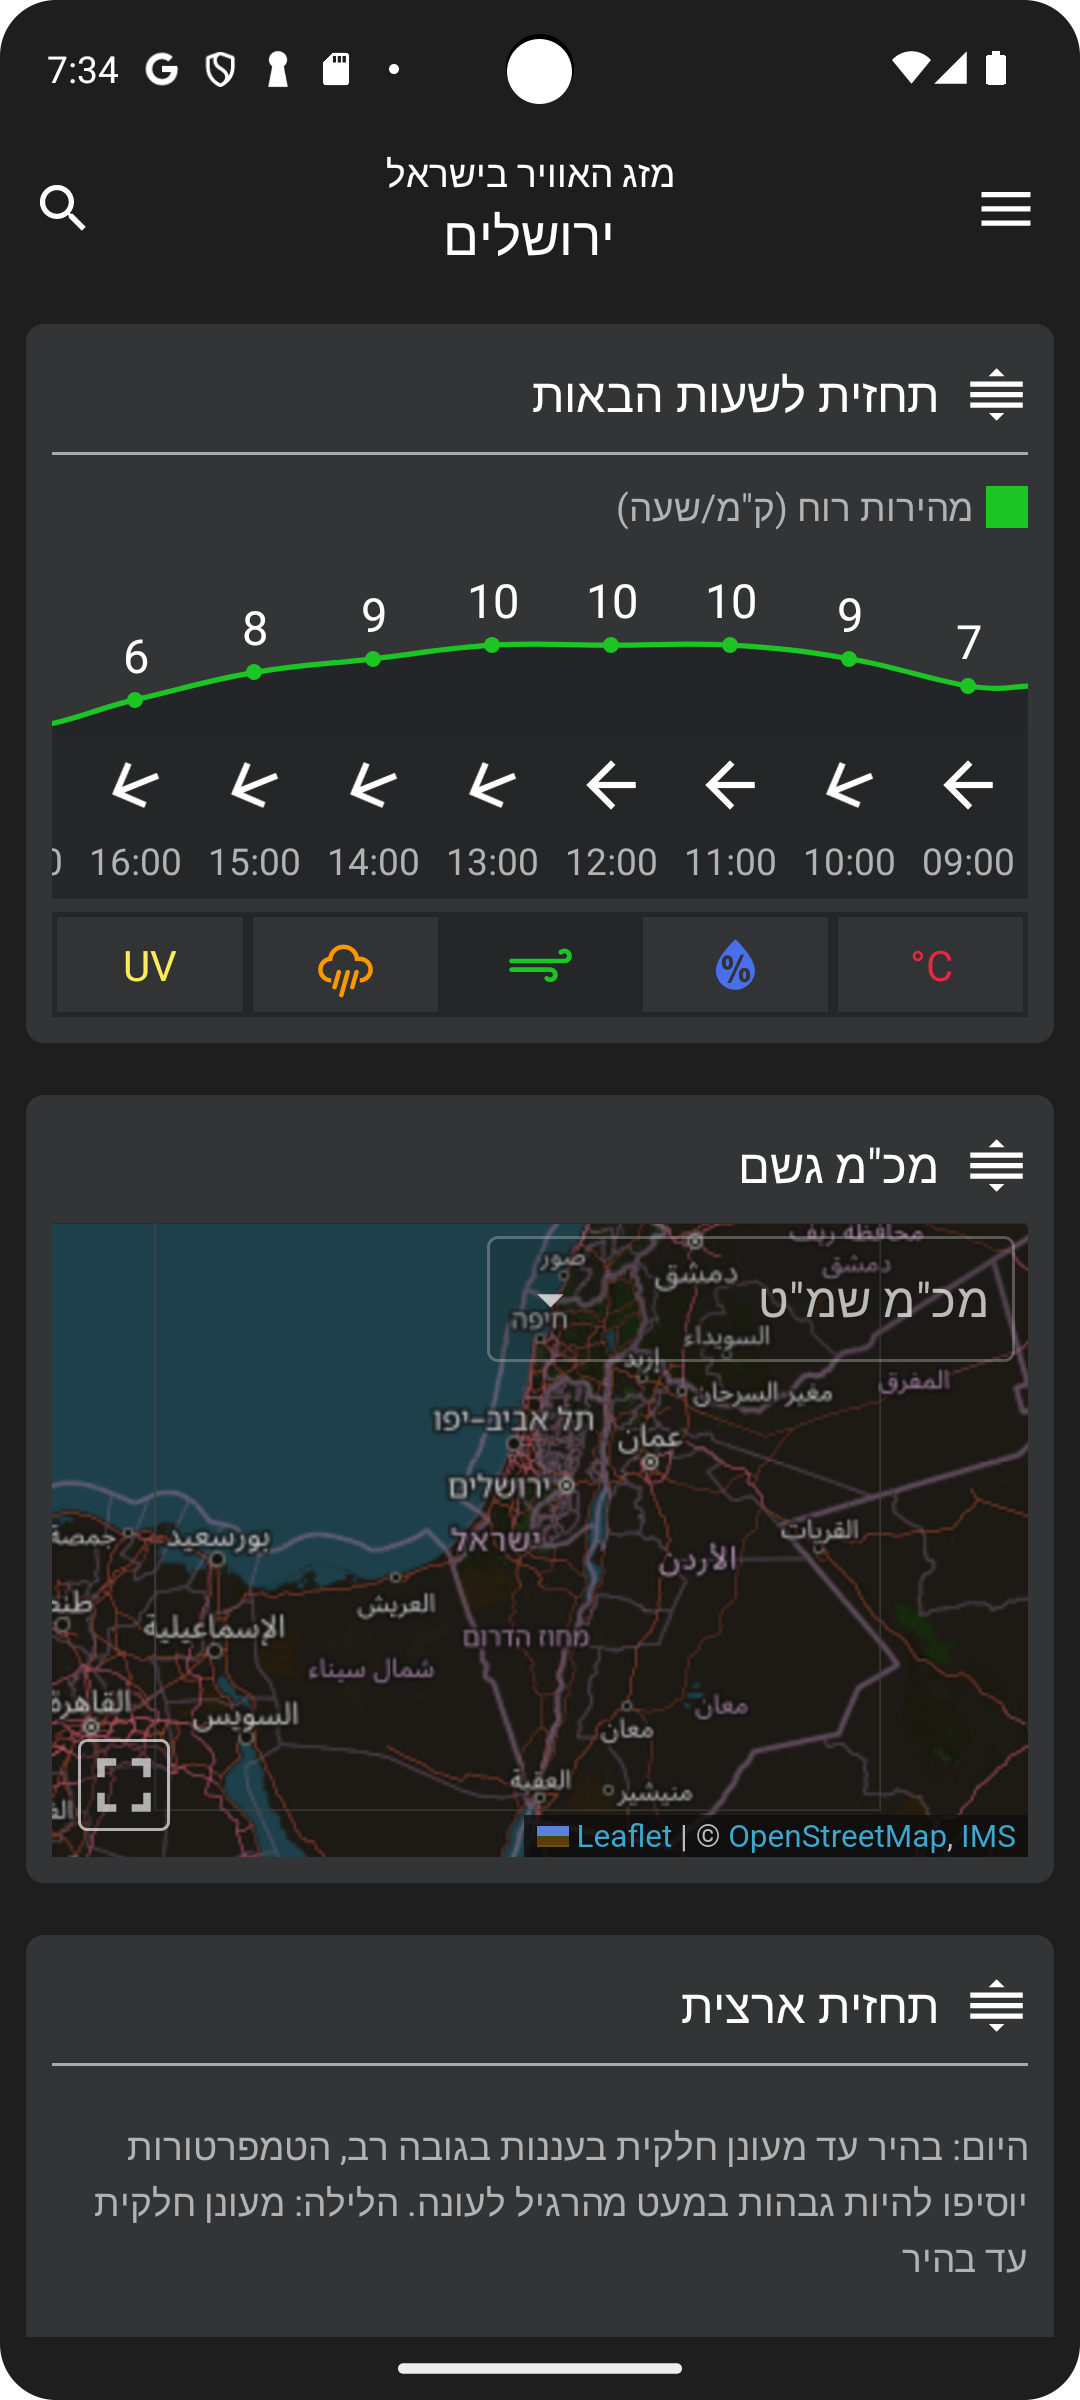 7:34
מזג האוויר בישראל
ירושלים
תחזית לשעות הבאות
מהירות רוח (ק"מ/שעה)
7 9 10 10 10 9 8 6
09:00 10:00 11:00 12:00 13:00 14:00 15:00 16:00
°C % UV
מכ"מ גשם
محافظة ريف دمشق
صور
دمشق
מכ"מ שמ"ט
חיפה
السويداء
إربد
المفرق
مغير السرحان
תל אביב-יפו
عمان
ירושלים
القريات
جمصة
بورسعيد
ישראל
الأردن
العريش
الإسماعيلية
מחוז הדרום
شمال سيناء
القاهرة
السويس
معان
معان
العقبة
منيشير
Leaflet | © OpenStreetMap, IMS
תחזית ארצית
היום: בהיר עד מעונן חלקית בעננות בגובה רב, הטמפרטורות
יוסיפו להיות גבהות במעט מהרגיל לעונה. הלילה: מעונן חלקית
עד בהיר